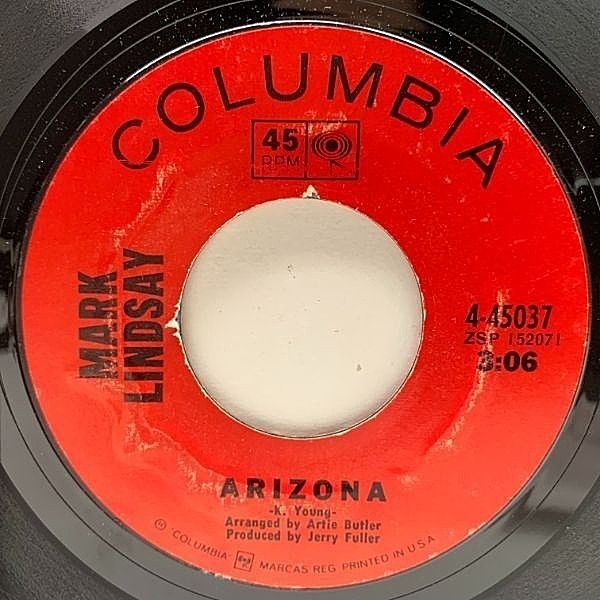 COLUMBIA
45
RPM
MARK
LINDSAY
4-45037
ZSP 152071
3:06
ARIZONA
-K. Young-
Arranged by Artie Butler
Produced by Jerry Fuller
"COLUMBIA" MARCAS REG. PRINTED IN U.S.A.